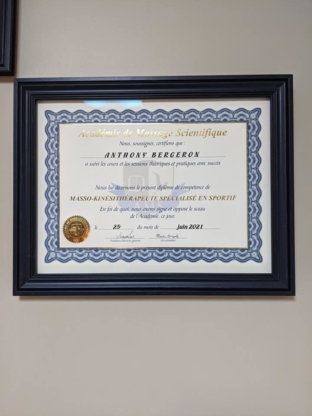 Académie de Massage Scientifique
Nous, soussignés, certifions que :
ANTHONY BERGERON
a suivi les cours et les sessions théoriques et pratiques avec succès
Nous lui décernons le présent diplôme de compétence de
MASSO-KINÉSITHÉRAPEUTE SPÉCIALISÉ EN SPORTIF
En foi de quoi, nous avons signé et apposé le sceau
de l'Académie, ce jour:
le 25 du mois de Juin 2021